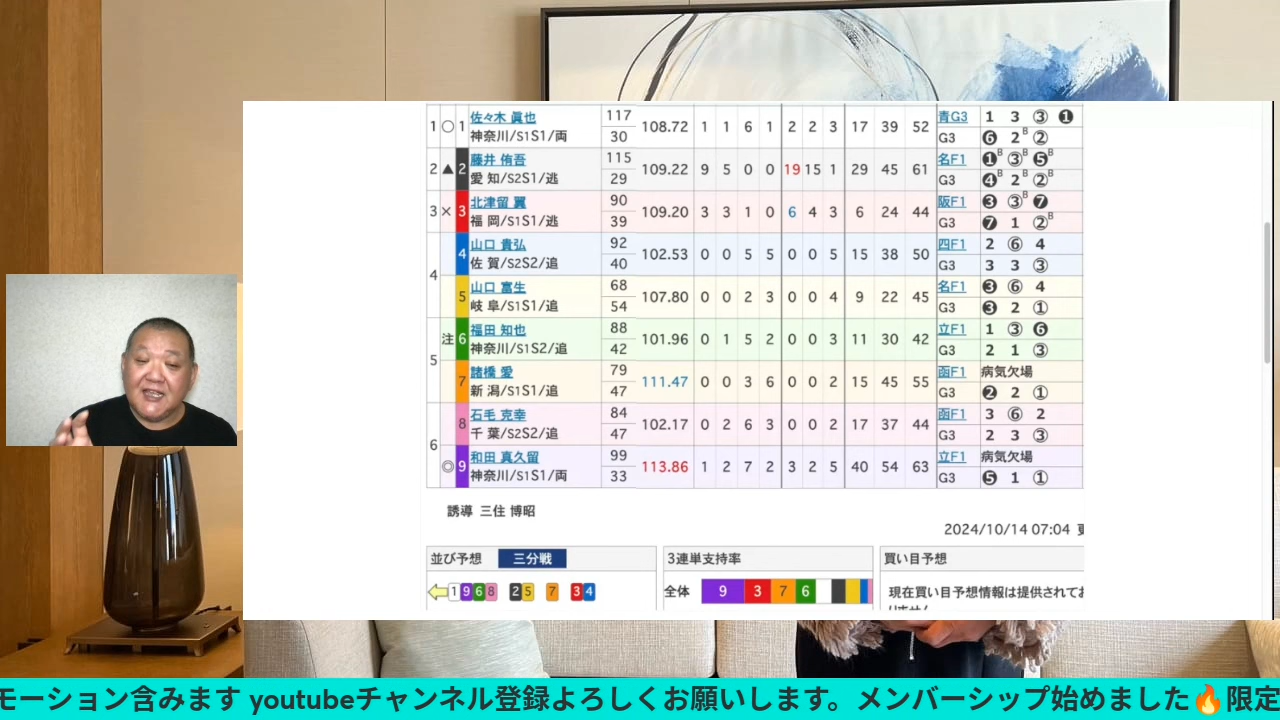 1 ○ 1 佐々木 眞也 117 108.72 1 1 6 1 2 2 3 17 39 52 青G3 1 3 ③ ❶
神奈川/S1S1/両 30 G3 ❻ 2B ②
2 ▲ 2 藤井 侑吾 115 109.22 9 5 0 0 19 15 1 29 45 61 名F1 ❶B ③B ❺B
愛 知/S2S1/逃 29 G3 ❹B 2B ②B
3 × 3 北津留 翼 90 109.20 3 3 1 0 6 4 3 6 24 44 阪F1 ❸ ③B ❼
福 岡/S1S1/逃 39 G3 ❼ 1 ②B
4 4 山口 貴弘 92 102.53 0 0 5 5 0 0 5 15 38 50 四F1 2 ⑥ 4
佐 賀/S2S2/追 40 G3 3 3 ③
5 山口 富生 68 107.80 0 0 2 3 0 0 4 9 22 45 名F1 ❸ ⑥ 4
岐 阜/S1S1/追 54 G3 ❸ 2 ①
5 注 6 福田 知也 88 101.96 0 1 5 2 0 0 3 11 30 42 立F1 1 ③ ❻
神奈川/S1S2/追 42 G3 2 1 ③
7 諸橋 愛 79 111.47 0 0 3 6 0 0 2 15 45 55 函F1 病気欠場
新 潟/S1S1/追 47 G3 ❷ 2 ①
6 8 石毛 克幸 84 102.17 0 2 6 3 0 0 2 17 37 44 函F1 3 ⑥ 2
千 葉/S2S2/追 47 G3 2 3 ③
◎ 9 和田 真久留 99 113.86 1 2 7 2 3 2 5 40 54 63 立F1 病気欠場
神奈川/S1S1/両 33 G3 ❺ 1 ①
誘導 三住 博昭
2024/10/14 07:04
並び予想 三分戦
1 9 6 8 2 5 7 3 4
3連単支持率
全体 9 3 7 6
買い目予想
現在買い目予想情報は提供されてお
モーション含みます youtubeチャンネル登録よろしくお願いします。メンバーシップ始めました🔥限定